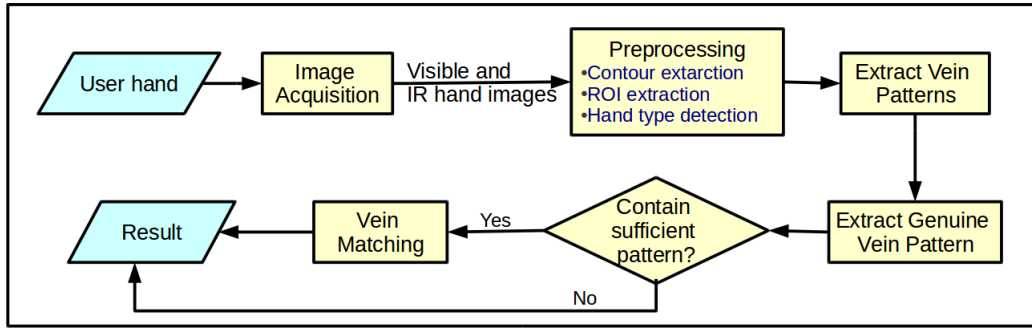 User hand
Image
Acquisition
Visible and
IR hand images
Preprocessing
•Contour extarction
•ROI extraction
•Hand type detection
Extract Vein
Patterns
Extract Genuine
Vein Pattern
Contain
sufficient
pattern?
Yes
Vein
Matching
Result
No